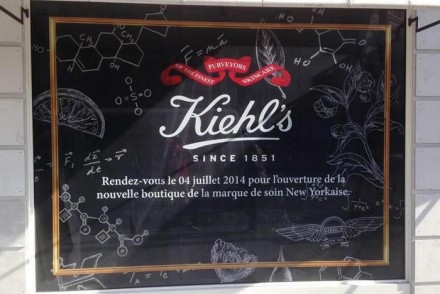 PURVEYORS
OF THE FINEST SKINCARE
Kiehl's
SINCE 1851
Rendez-vous le 04 juillet 2014 pour l'ouverture de la
nouvelle boutique de la marque de soin New Yorkaise.